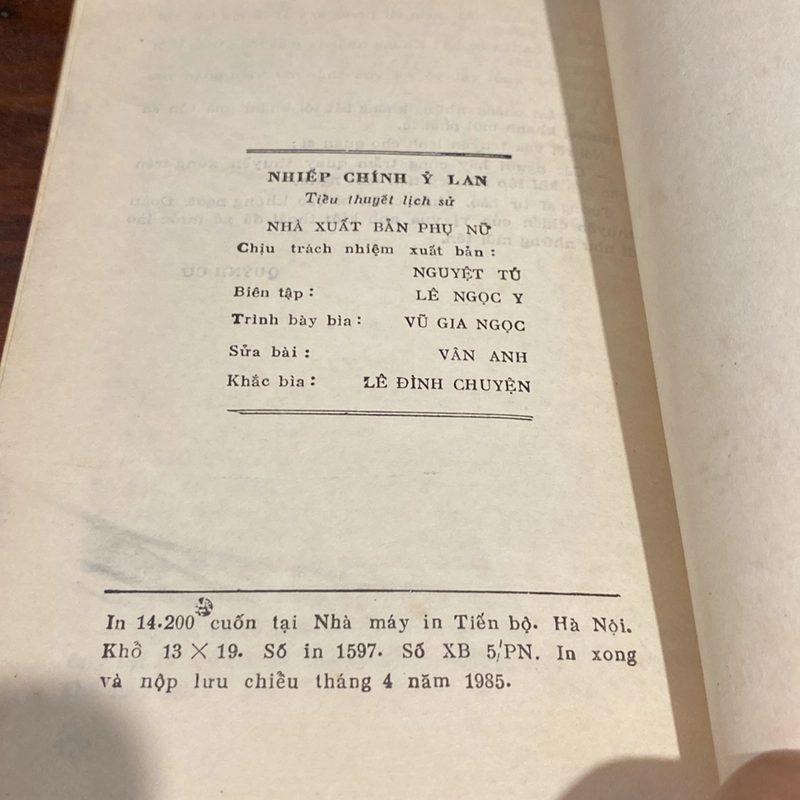 NHIẾP CHÍNH Ỷ LAN
Tiều thuyết lịch sử
NHÀ XUẤT BẢN PHỤ NỮ
Chịu trách nhiệm xuất bản:
NGUYỆT TÚ
Biên tập: LÊ NGỌC Y
Trình bày bìa: VŨ GIA NGỌC
Sửa bài: VÂN ANH
Khắc bìa: LÊ ĐÌNH CHUYỆN
In 14.200 cuốn tại Nhà máy in Tiến bộ. Hà Nội.
Khổ 13 × 19. Số in 1597. Số XB 5/PN. In xong
và nộp lưu chiều tháng 4 năm 1985.